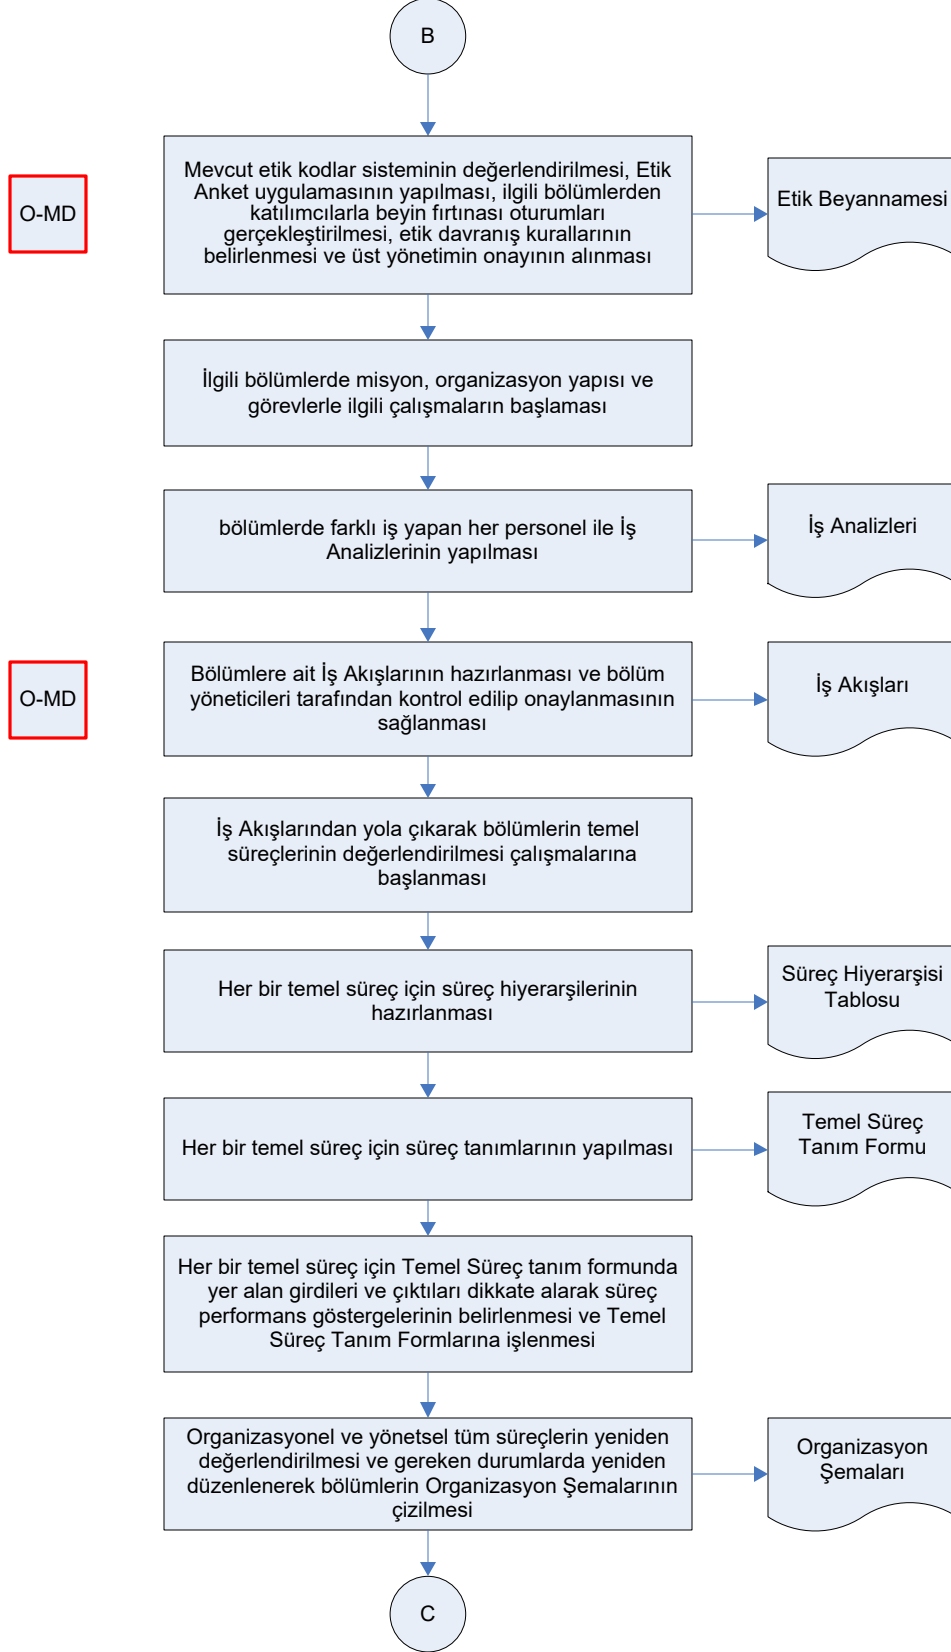 B
Mevcut etik kodlar sisteminin değerlendirilmesi, Etik
Anket uygulamasının yapılması, ilgili bölümlerden
katılımcılarla beyin fırtınası oturumları
gerçekleştirilmesi, etik davranış kurallarının
belirlenmesi ve üst yönetimin onayının alınması
O-MD
Etik Beyannamesi
İlgili bölümlerde misyon, organizasyon yapısı ve
görevlerle ilgili çalışmaların başlaması
bölümlerde farklı iş yapan her personel ile İş
Analizlerinin yapılması
İş Analizleri
O-MD
Bölümlere ait İş Akışlarının hazırlanması ve bölüm
yöneticileri tarafından kontrol edilip onaylanmasının
sağlanması
İş Akışları
İş Akışlarından yola çıkarak bölümlerin temel
süreçlerinin değerlendirilmesi çalışmalarına
başlanması
Her bir temel süreç için süreç hiyerarşilerinin
hazırlanması
Süreç Hiyerarşisi
Tablosu
Her bir temel süreç için süreç tanımlarının yapılması
Temel Süreç
Tanım Formu
Her bir temel süreç için Temel Süreç tanım formunda
yer alan girdileri ve çıktıları dikkate alarak süreç
performans göstergelerinin belirlenmesi ve Temel
Süreç Tanım Formlarına işlenmesi
Organizasyonel ve yönetsel tüm süreçlerin yeniden
değerlendirilmesi ve gereken durumlarda yeniden
düzenlenerek bölümlerin Organizasyon Şemalarının
çizilmesi
Organizasyon
Şemaları
C